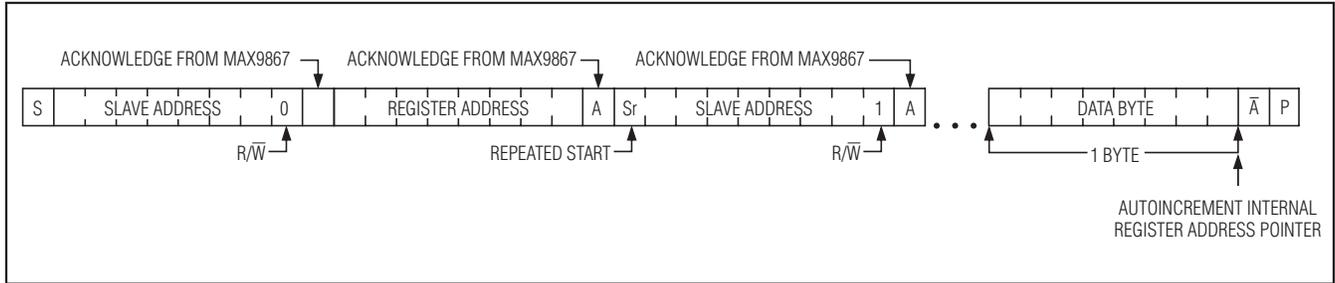 ACKNOWLEDGE FROM MAX9867 ACKNOWLEDGE FROM MAX9867 ACKNOWLEDGE FROM MAX9867
S SLAVE ADDRESS 0 REGISTER ADDRESS A Sr SLAVE ADDRESS 1 A ... DATA BYTE A̅ P
R/W̅ REPEATED START R/W̅ 1 BYTE
AUTOINCREMENT INTERNAL
REGISTER ADDRESS POINTER